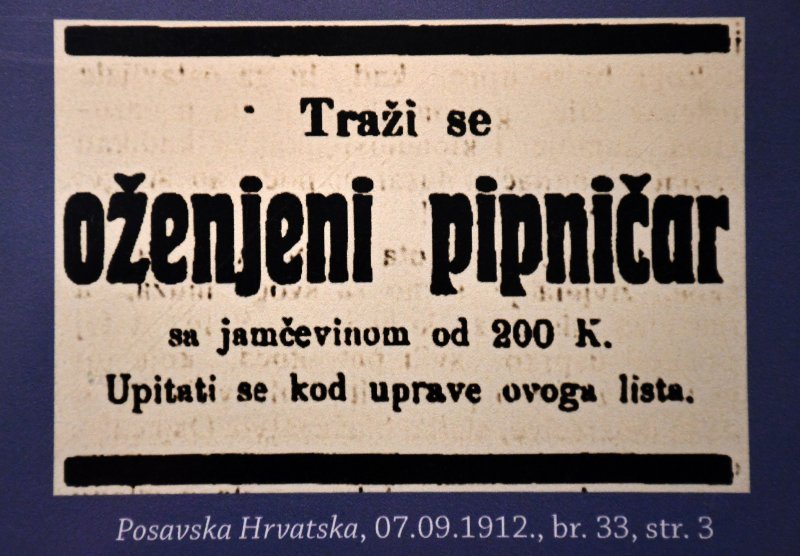 Traži se
oženjeni pipničar
sa jamčevinom od 200 K.
Upitati se kod uprave ovoga lista.
Posavska Hrvatska, 07.09.1912., br. 33, str. 3